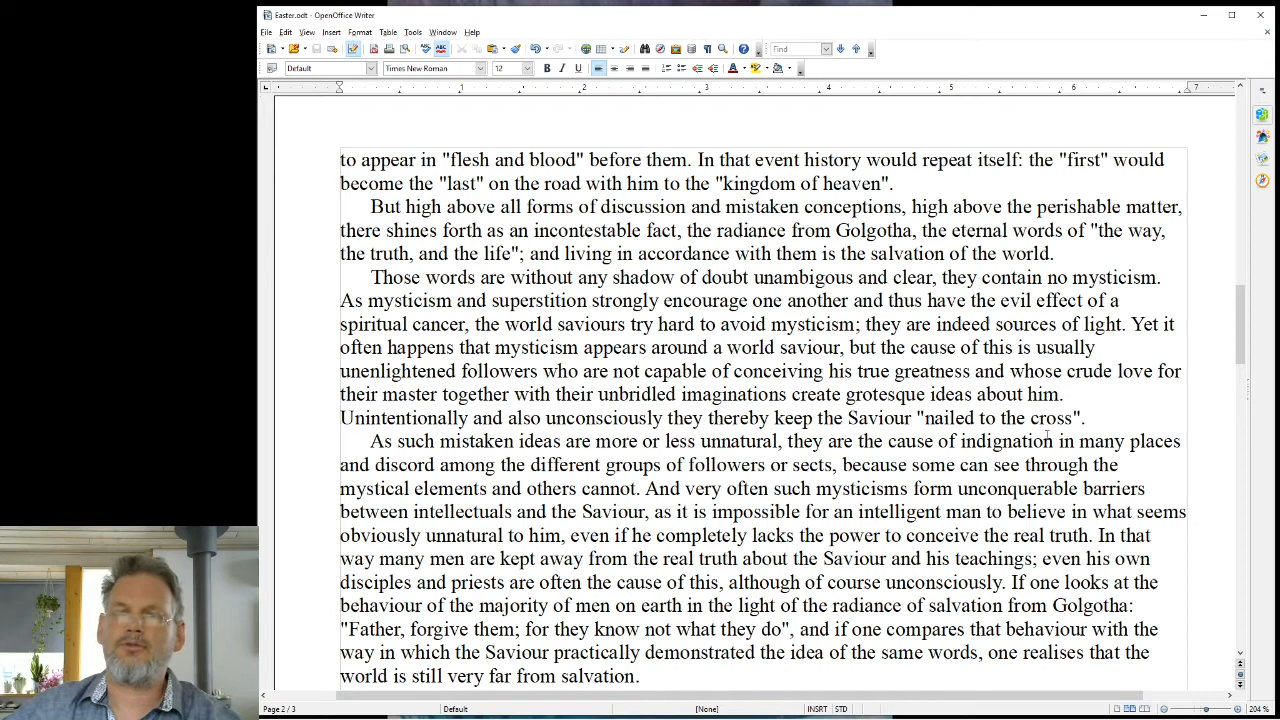 Easter.odt - OpenOffice Writer
File Edit View Insert Format Table Tools Window Help
Find
Default Times New Roman 12
1 2 3 4 5 6 7
to appear in "flesh and blood" before them. In that event history would repeat itself: the "first" would
become the "last" on the road with him to the "kingdom of heaven".
But high above all forms of discussion and mistaken conceptions, high above the perishable matter,
there shines forth as an incontestable fact, the radiance from Golgotha, the eternal words of "the way,
the truth, and the life"; and living in accordance with them is the salvation of the world.
Those words are without any shadow of doubt unambigous and clear, they contain no mysticism.
As mysticism and superstition strongly encourage one another and thus have the evil effect of a
spiritual cancer, the world saviours try hard to avoid mysticism; they are indeed sources of light. Yet it
often happens that mysticism appears around a world saviour, but the cause of this is usually
unenlightened followers who are not capable of conceiving his true greatness and whose crude love for
their master together with their unbridled imaginations create grotesque ideas about him.
Unintentionally and also unconsciously they thereby keep the Saviour "nailed to the cross".
As such mistaken ideas are more or less unnatural, they are the cause of indignation in many places
and discord among the different groups of followers or sects, because some can see through the
mystical elements and others cannot. And very often such mysticisms form unconquerable barriers
between intellectuals and the Saviour, as it is impossible for an intelligent man to believe in what seems
obviously unnatural to him, even if he completely lacks the power to conceive the real truth. In that
way many men are kept away from the real truth about the Saviour and his teachings; even his own
disciples and priests are often the cause of this, although of course unconsciously. If one looks at the
behaviour of the majority of men on earth in the light of the radiance of salvation from Golgotha:
"Father, forgive them; for they know not what they do", and if one compares that behaviour with the
way in which the Saviour practically demonstrated the idea of the same words, one realises that the
world is still very far from salvation.
Page 2 / 3 Default [None] INSRT STD 204 %